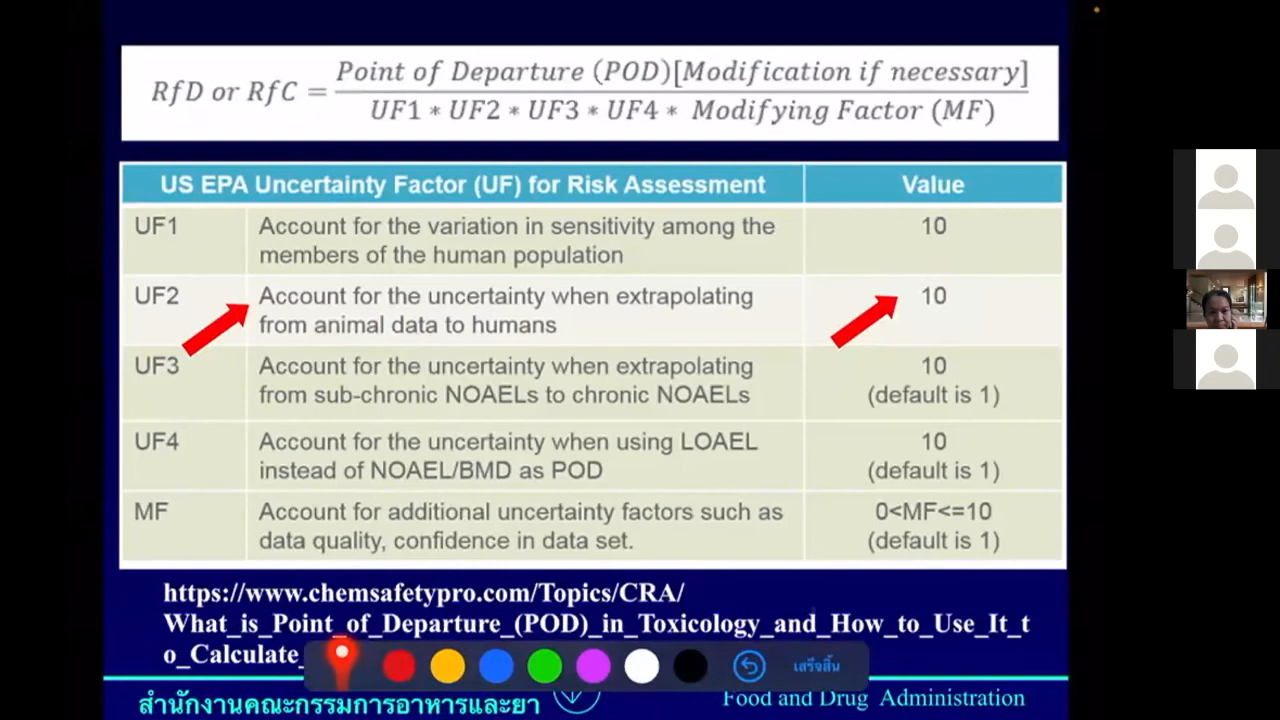 RfD or RfC = Point of Departure (POD)[Modification if necessary]
UF1 * UF2 * UF3 * UF4 * Modifying Factor (MF)
US EPA Uncertainty Factor (UF) for Risk Assessment Value
UF1 Account for the variation in sensitivity among the 10
members of the human population
UF2 Account for the uncertainty when extrapolating 10
from animal data to humans
UF3 Account for the uncertainty when extrapolating 10
from sub-chronic NOAELs to chronic NOAELs (default is 1)
UF4 Account for the uncertainty when using LOAEL 10
instead of NOAEL/BMD as POD (default is 1)
MF Account for additional uncertainty factors such as 0<MF<=10
data quality, confidence in data set. (default is 1)
https://www.chemsafetypro.com/Topics/CRA/
What_is_Point_of_Departure_(POD)_in_Toxicology_and_How_to_Use_It_t
o_Calculate_
เสร็จสิ้น
สำนักงานคณะกรรมการอาหารและยา Food and Drug Administration